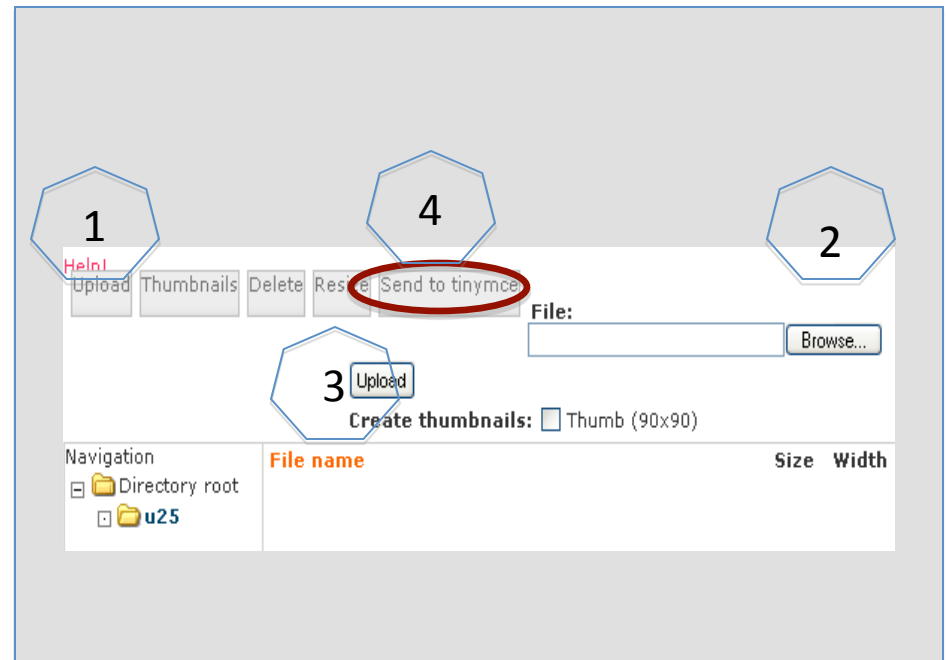 1
4
2
Help!
Upload Thumbnails Delete Resize Send to tinymce
File:
Browse...
3
Upload
Create thumbnails: Thumb (90x90)
Navigation
File name Size Width
Directory root
u25